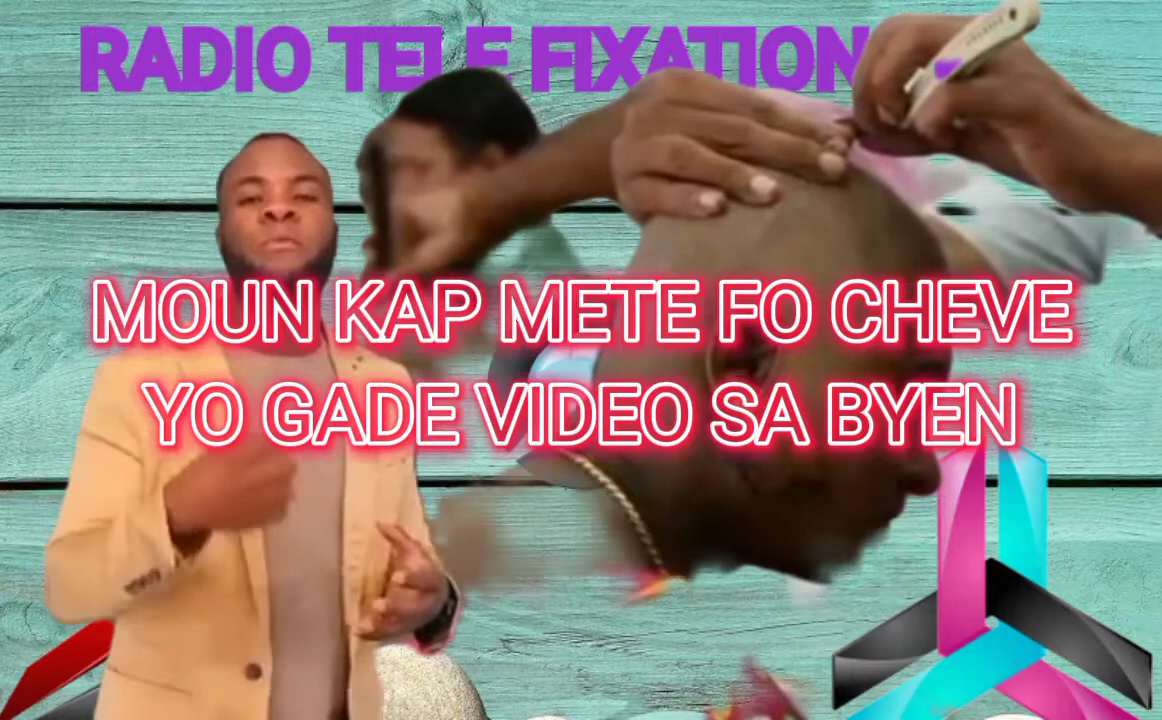 RADIO TELE FIXATION
MOUN KAP METE FO CHEVE
YO GADE VIDEO SA BYEN